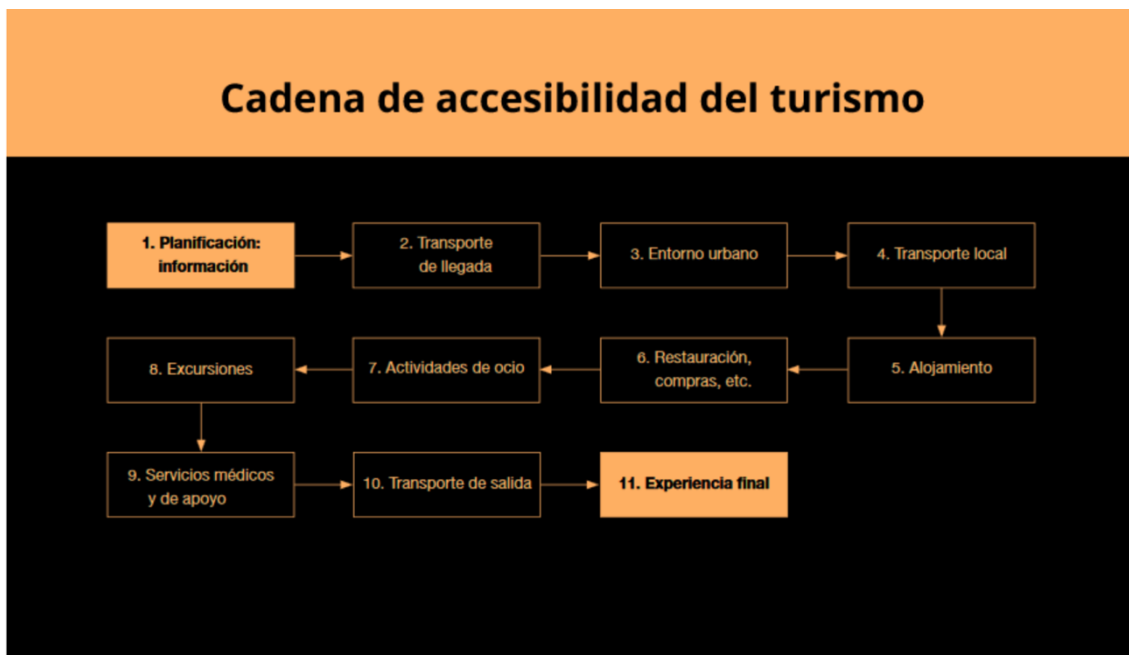 Cadena de accesibilidad del turismo
1. Planificación:
información
2. Transporte
de llegada
3. Entorno urbano
4. Transporte local
5. Alojamiento
6. Restauración,
compras, etc.
7. Actividades de ocio
8. Excursiones
9. Servicios médicos
y de apoyo
10. Transporte de salida
11. Experiencia final